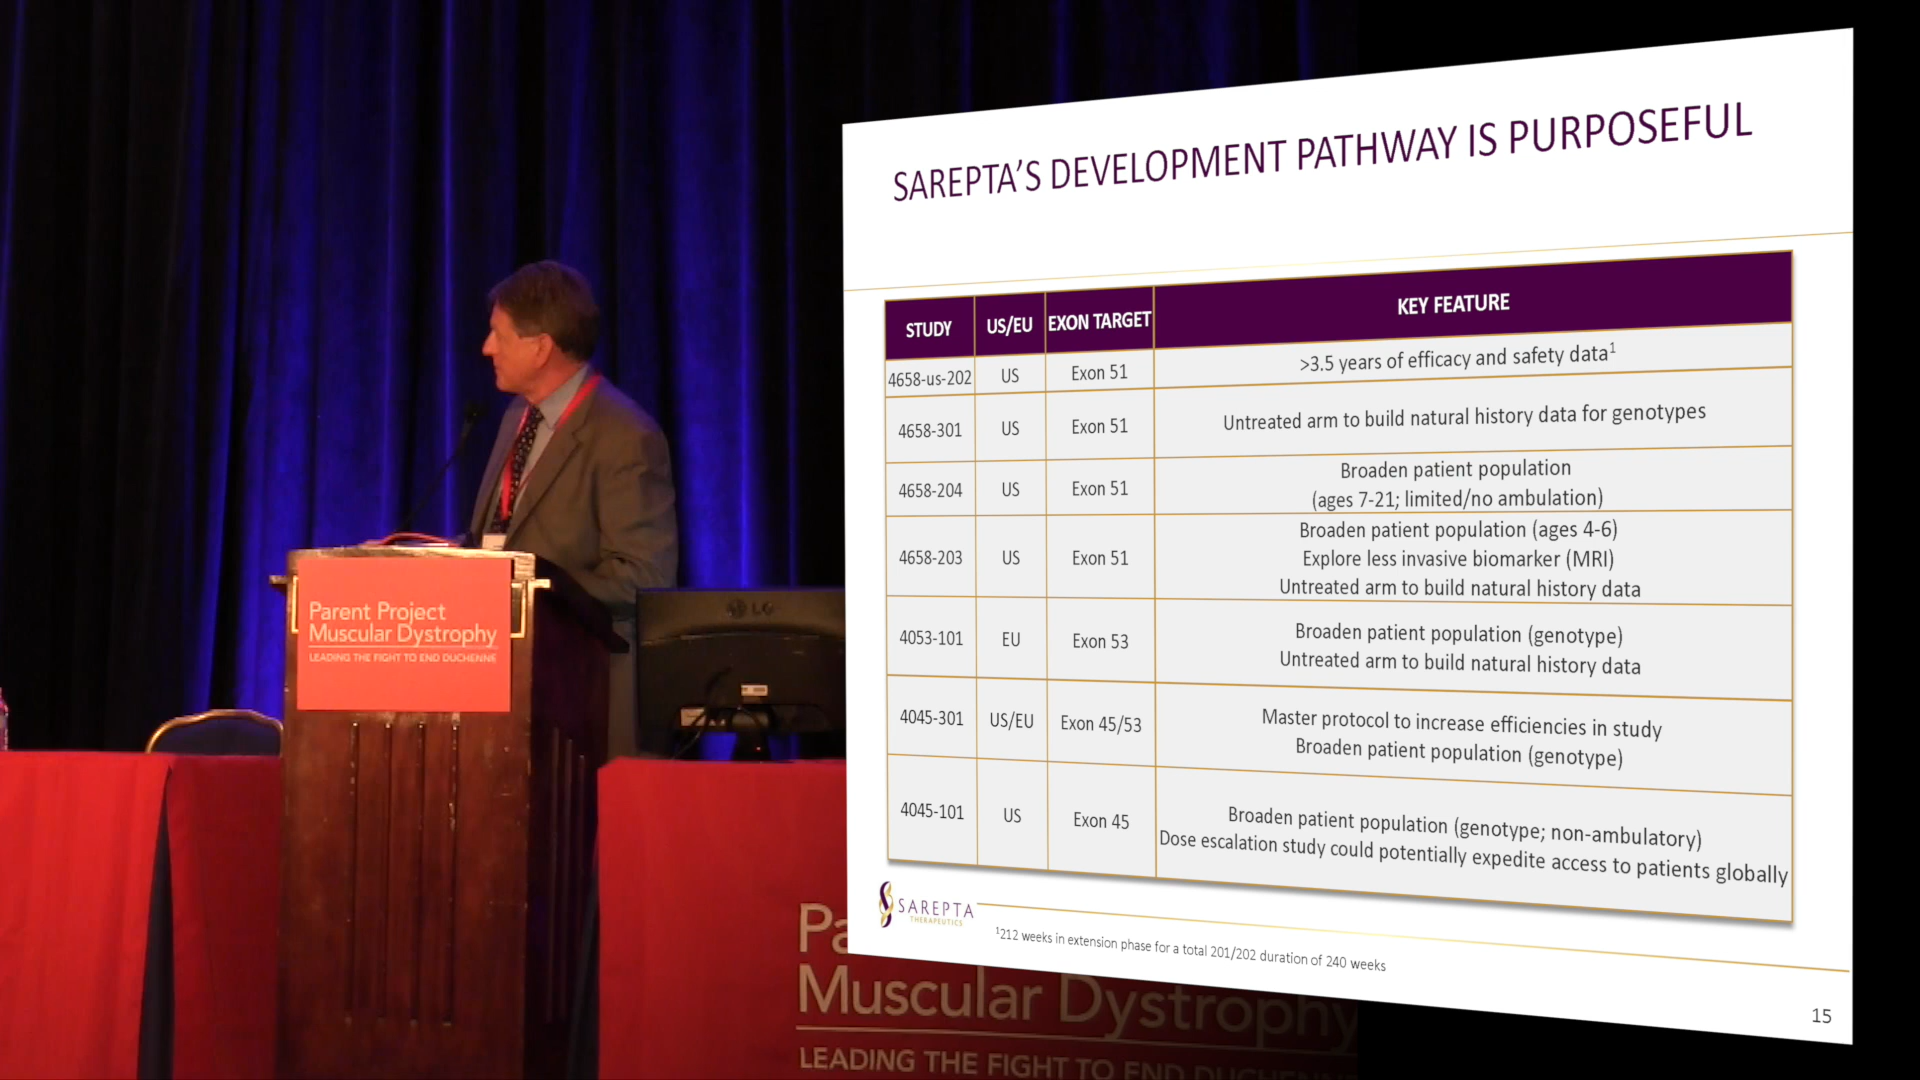 SAREPTA'S DEVELOPMENT PATHWAY IS PURPOSEFUL
STUDY US/EU EXON TARGET KEY FEATURE
4658-us-202 US Exon 51 >3.5 years of efficacy and safety data¹
4658-301 US Exon 51 Untreated arm to build natural history data for genotypes
4658-204 US Exon 51 Broaden patient population
(ages 7-21; limited/no ambulation)
4658-203 US Exon 51 Broaden patient population (ages 4-6)
Explore less invasive biomarker (MRI)
Untreated arm to build natural history data
4053-101 EU Exon 53 Broaden patient population (genotype)
Untreated arm to build natural history data
4045-301 US/EU Exon 45/53 Master protocol to increase efficiencies in study
Broaden patient population (genotype)
4045-101 US Exon 45 Broaden patient population (genotype; non-ambulatory)
Dose escalation study could potentially expedite access to patients globally
SAREPTA
THERAPEUTICS
¹212 weeks in extension phase for a total 201/202 duration of 240 weeks
15
Parent Project
Muscular Dystrophy
LEADING THE FIGHT TO END DUCHENNE
LG
Pa
Muscular Dystrophy
LEADING THE FIGHT TO END DUCHENNE